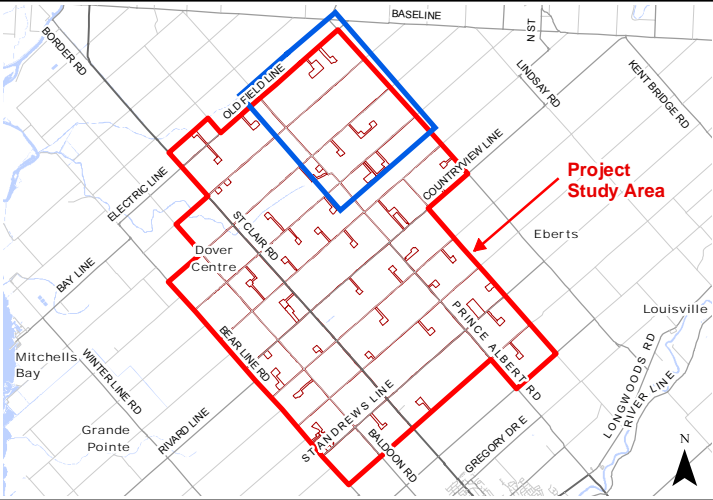 BASELINE
N ST
BORDER RD
LINDSAY RD
KENT BRIDGE RD
OLD FIELD LINE
COUNTRYVIEW LINE
Project
Study Area
ELECTRIC LINE
ST CLAIR RD
Eberts
Dover
Centre
BAY LINE
Louisville
PRINCE ALBERT RD
BEAR LINE RD
Mitchells
Bay
WINTER LINE RD
LONGWOODS RD
RIVER LINE
Grande
Pointe
RIVARD LINE
ST ANDREWS LINE
BALDOON RD
GREGORY DR E
N